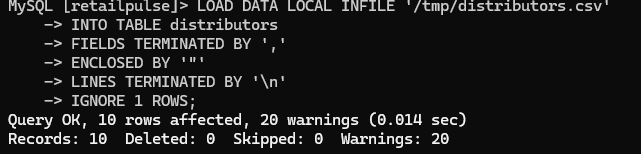 MySQL [retailpulse]> LOAD DATA LOCAL INFILE '/tmp/distributors.csv'
    -> INTO TABLE distributors
    -> FIELDS TERMINATED BY ','
    -> ENCLOSED BY '"'
    -> LINES TERMINATED BY '\n'
    -> IGNORE 1 ROWS;
Query OK, 10 rows affected, 20 warnings (0.014 sec)
Records: 10  Deleted: 0  Skipped: 0  Warnings: 20